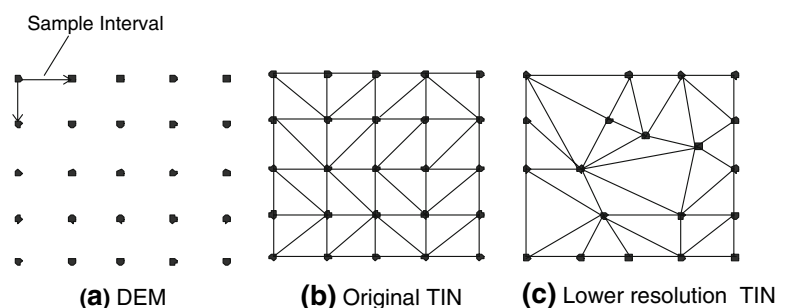 Sample Interval
(a) DEM
(b) Original TIN
(c) Lower resolution TIN